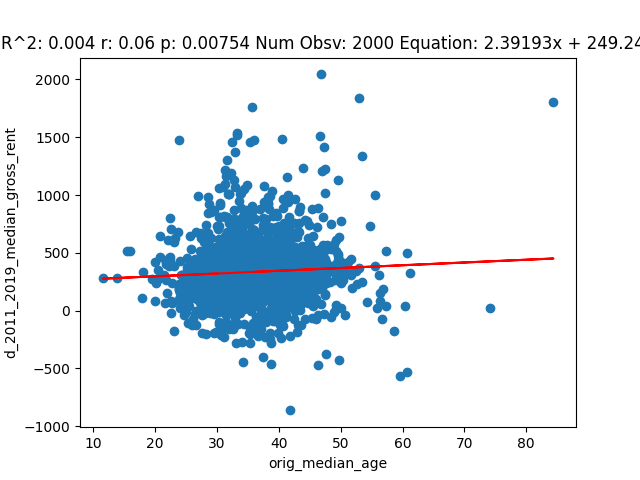 R^2: 0.004 r: 0.06 p: 0.00754 Num Obsv: 2000 Equation: 2.39193x + 249.24
2000
1500
1000
500
0
−500
−1000
d_2011_2019_median_gross_rent
10 20 30 40 50 60 70 80
orig_median_age